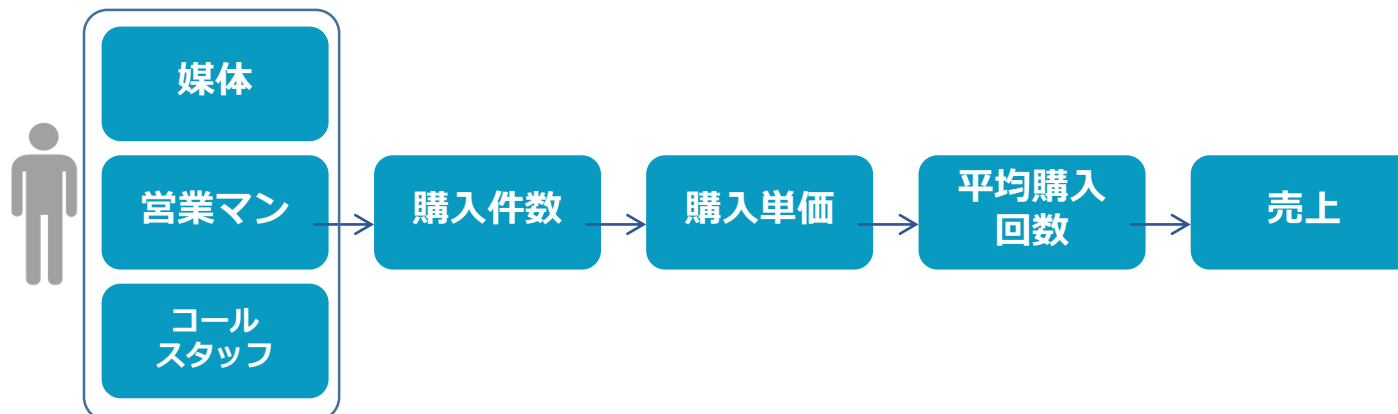 媒体
営業マン
コール
スタッフ
購入件数
購入単価
平均購入
回数
売上